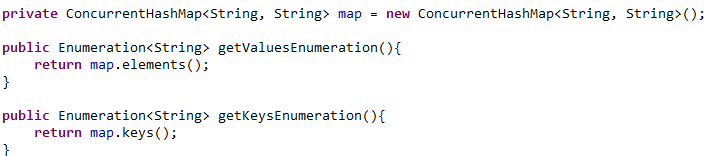 private ConcurrentHashMap<String, String> map = new ConcurrentHashMap<String, String>();
public Enumeration<String> getValuesEnumeration(){
    return map.elements();
}
public Enumeration<String> getKeysEnumeration(){
    return map.keys();
}